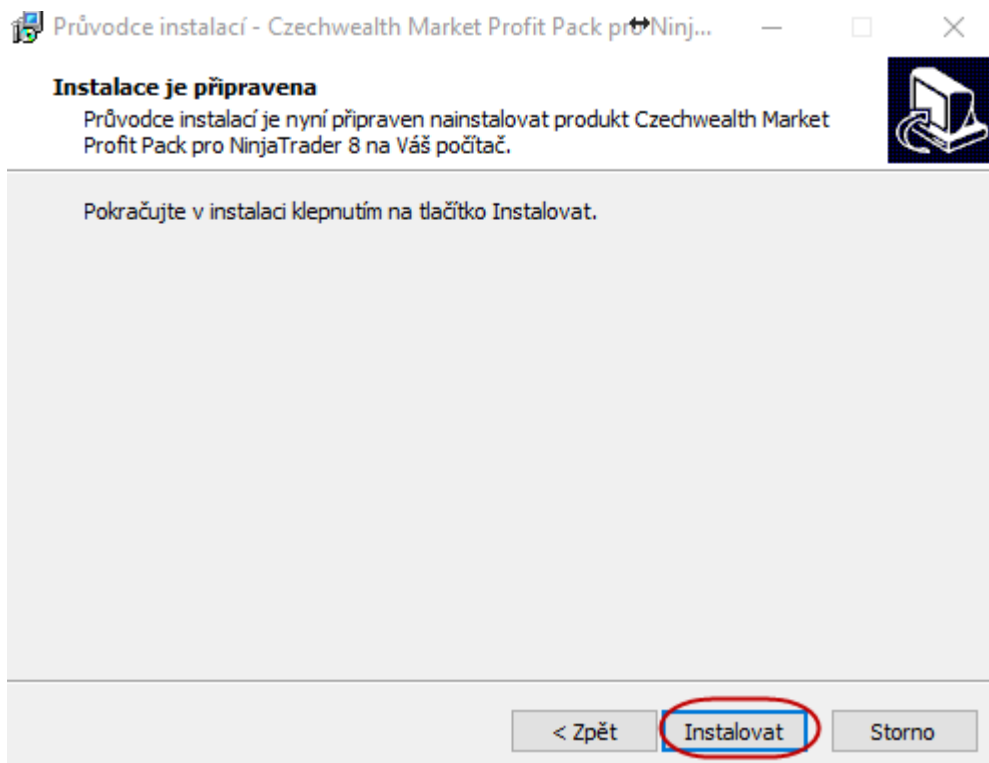 Průvodce instalací - Czechwealth Market Profit Pack pro Ninj...
Instalace je připravena
Průvodce instalací je nyní připraven nainstalovat produkt Czechwealth Market
Profit Pack pro NinjaTrader 8 na Váš počítač.
Pokračujte v instalaci klepnutím na tlačítko Instalovat.
< Zpět Instalovat Storno